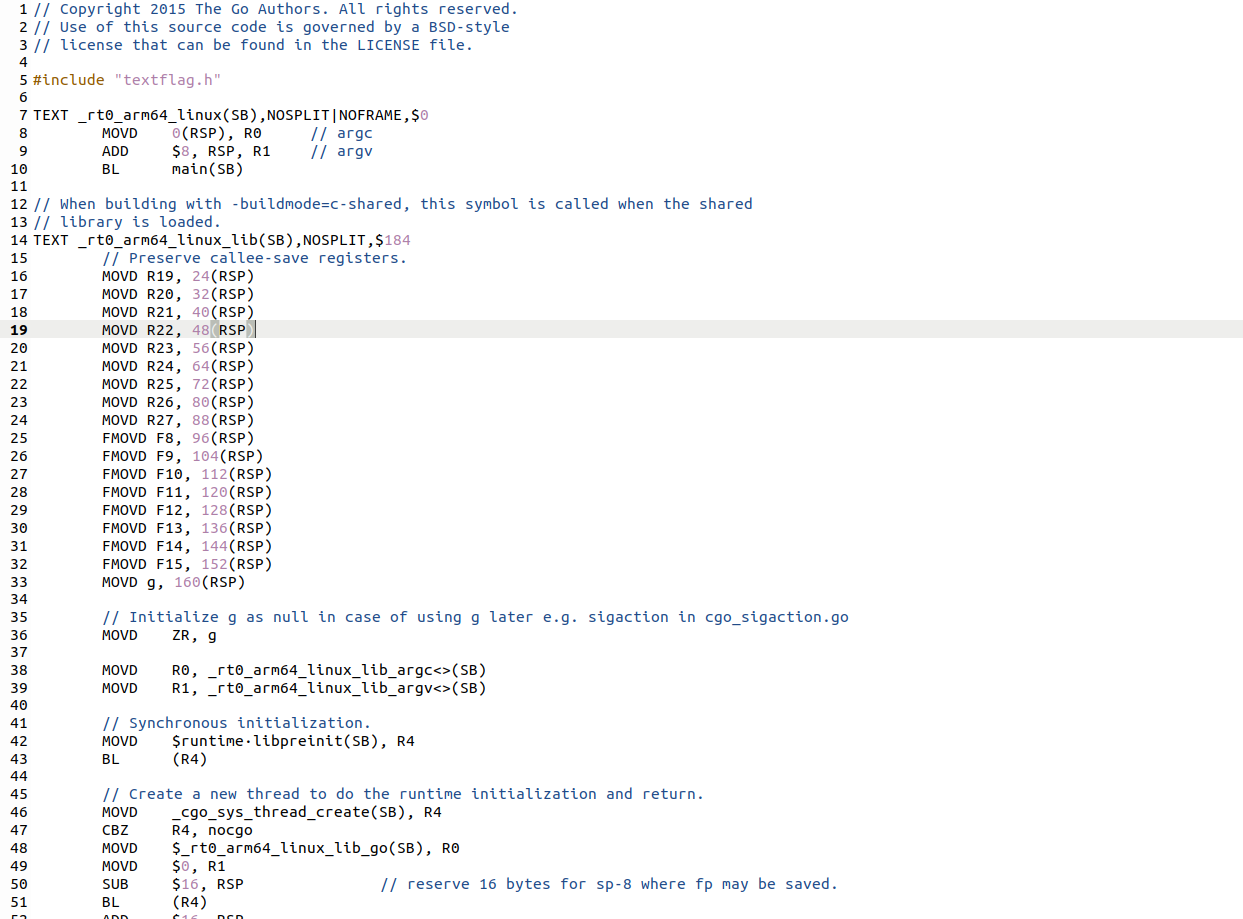 1 // Copyright 2015 The Go Authors. All rights reserved.
2 // Use of this source code is governed by a BSD-style
3 // license that can be found in the LICENSE file.
4
5 #include "textflag.h"
6
7 TEXT _rt0_arm64_linux(SB),NOSPLIT|NOFRAME,$0
8 MOVD 0(RSP), R0 // argc
9 ADD $8, RSP, R1 // argv
10 BL main(SB)
11
12 // When building with -buildmode=c-shared, this symbol is called when the shared
13 // library is loaded.
14 TEXT _rt0_arm64_linux_lib(SB),NOSPLIT,$184
15 // Preserve callee-save registers.
16 MOVD R19, 24(RSP)
17 MOVD R20, 32(RSP)
18 MOVD R21, 40(RSP)
19 MOVD R22, 48(RSP)
20 MOVD R23, 56(RSP)
21 MOVD R24, 64(RSP)
22 MOVD R25, 72(RSP)
23 MOVD R26, 80(RSP)
24 MOVD R27, 88(RSP)
25 FMOVD F8, 96(RSP)
26 FMOVD F9, 104(RSP)
27 FMOVD F10, 112(RSP)
28 FMOVD F11, 120(RSP)
29 FMOVD F12, 128(RSP)
30 FMOVD F13, 136(RSP)
31 FMOVD F14, 144(RSP)
32 FMOVD F15, 152(RSP)
33 MOVD g, 160(RSP)
34
35 // Initialize g as null in case of using g later e.g. sigaction in cgo_sigaction.go
36 MOVD ZR, g
37
38 MOVD R0, _rt0_arm64_linux_lib_argc<>(SB)
39 MOVD R1, _rt0_arm64_linux_lib_argv<>(SB)
40
41 // Synchronous initialization.
42 MOVD $runtime·libpreinit(SB), R4
43 BL (R4)
44
45 // Create a new thread to do the runtime initialization and return.
46 MOVD _cgo_sys_thread_create(SB), R4
47 CBZ R4, nocgo
48 MOVD $_rt0_arm64_linux_lib_go(SB), R0
49 MOVD $0, R1
50 SUB $16, RSP // reserve 16 bytes for sp-8 where fp may be saved.
51 BL (R4)
52 ADD $16, RSP